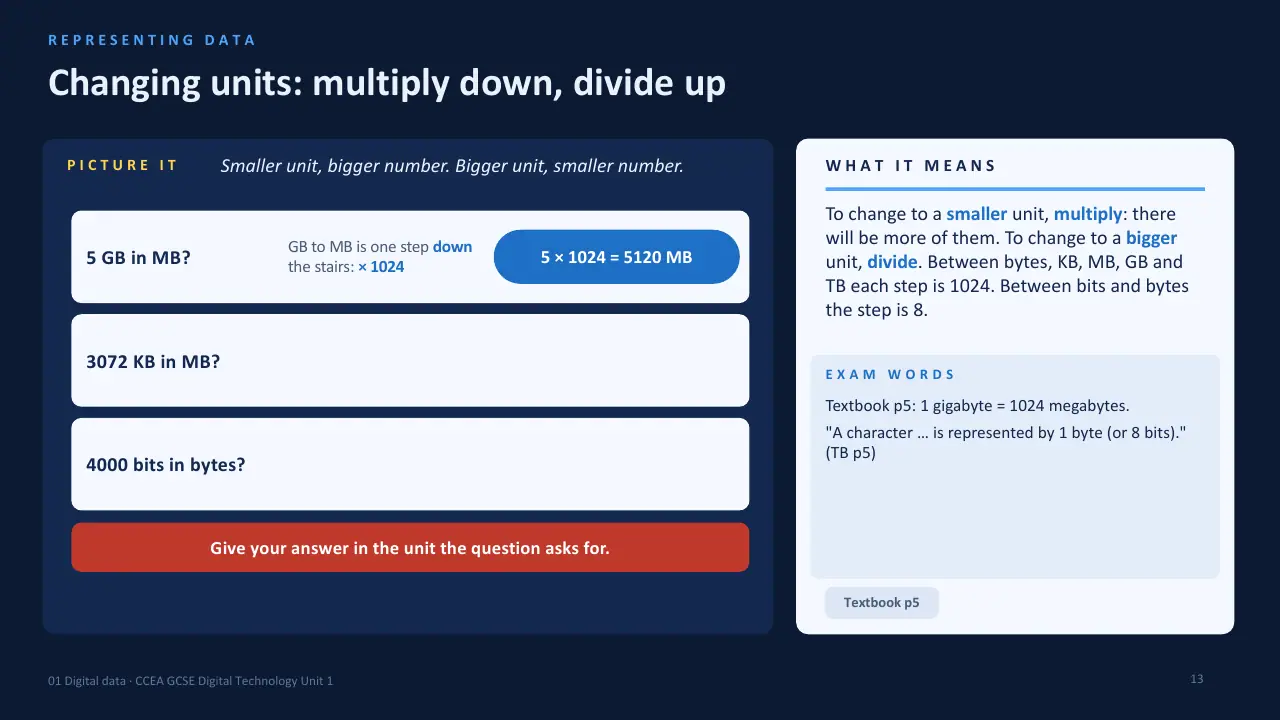 REPRESENTING DATA
Changing units: multiply down, divide up
PICTURE IT
Smaller unit, bigger number. Bigger unit, smaller number.
5 GB in MB?
GB to MB is one step down
the stairs: × 1024
5 × 1024 = 5120 MB
3072 KB in MB?
4000 bits in bytes?
Give your answer in the unit the question asks for.
WHAT IT MEANS
To change to a smaller unit, multiply: there
will be more of them. To change to a bigger
unit, divide. Between bytes, KB, MB, GB and
TB each step is 1024. Between bits and bytes
the step is 8.
EXAM WORDS
Textbook p5: 1 gigabyte = 1024 megabytes.
"A character … is represented by 1 byte (or 8 bits)."
(TB p5)
Textbook p5
01 Digital data · CCEA GCSE Digital Technology Unit 1
13